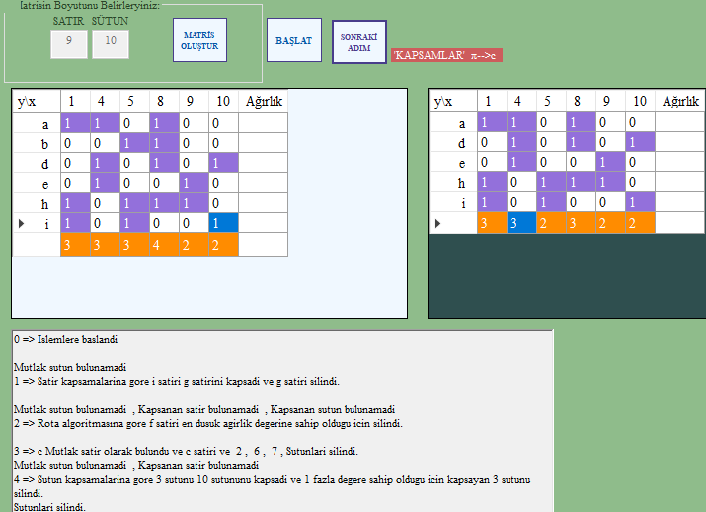 Matrisin Boyutunu Belirleyiniz:
SATIR SÜTUN
9 10
MATRİS OLUŞTUR
BAŞLAT
SONRAKİ ADIM
'KAPSAMLAR' π-->c
y\x 1 4 5 8 9 10 Ağırlık
a 1 1 0 1 0 0
b 0 0 1 1 0 0
d 0 1 0 1 0 1
e 0 1 0 0 1 0
h 1 0 1 1 1 0
i 1 0 1 0 0 1
3 3 3 4 2 2
y\x 1 4 5 8 9 10 Ağırlık
a 1 1 0 1 0 0
d 0 1 0 1 0 1
e 0 1 0 0 1 0
h 1 0 1 1 1 0
i 1 0 1 0 0 1
3 3 2 3 2 2
0 => Islemlere baslandi
Mutlak sutun bulunamadi
1 => Satir kapsamalarina gore i satiri g satirini kapsadi ve g satiri silindi.
Mutlak sutun bulunamadi , Kapsanan satir bulunamadi , Kapsanan sutun bulunamadi
2 => Rota algoritmasina gore f satiri en dusuk agirlik degerine sahip oldugu icin silindi.
3 => c Mutlak satir olarak bulundu ve c satiri ve 2 , 6 , 7 , Sutunlari silindi.
Mutlak sutun bulunamadi , Kapsanan satir bulunamadi
4 => Sutun kapsamalarina gore 3 sutunu 10 sutununu kapsadi ve 1 fazla degere sahip oldugu icin kapsayan 3 sutunu
silindi.
Sutunlari silindi.